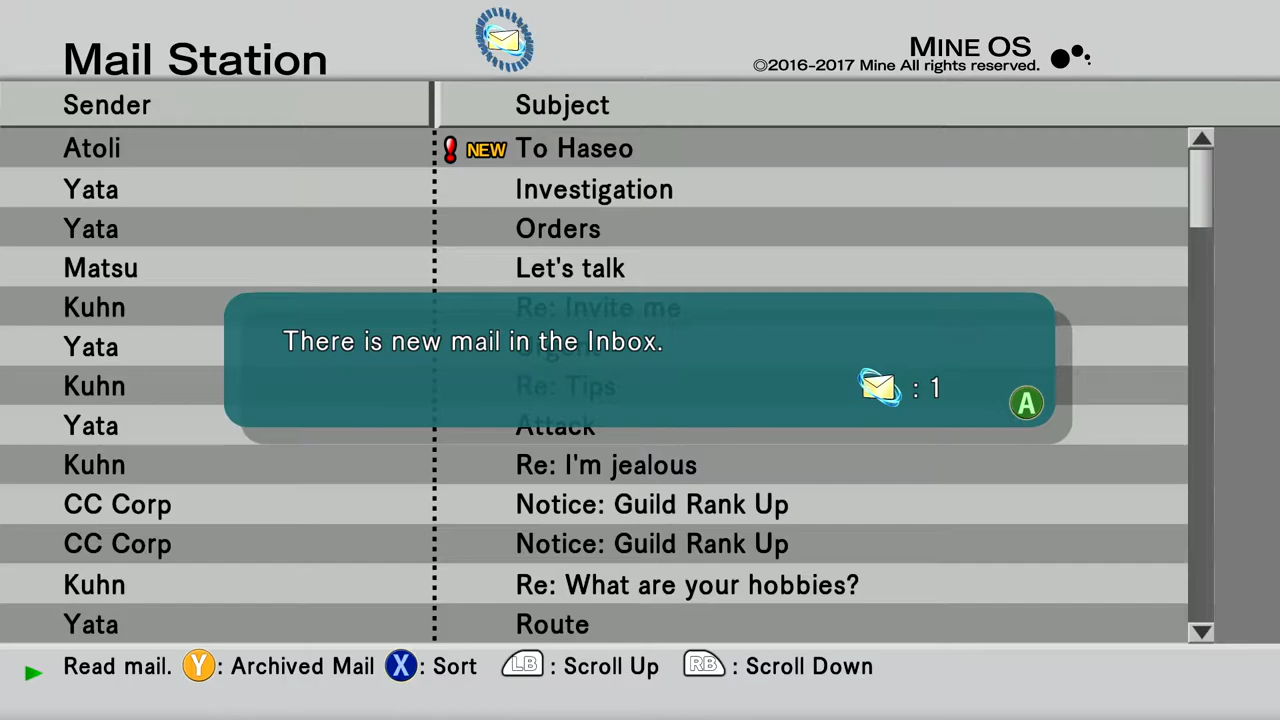 Mail Station
MINE OS
©2016-2017 Mine All rights reserved.
Sender Subject
Atoli NEW To Haseo
Yata Investigation
Yata Orders
Matsu Let's talk
Kuhn Re: Invite me
There is new mail in the Inbox.
Yata Urgent
Kuhn Re: Tips
: 1
A
Yata Attack
Kuhn Re: I'm jealous
CC Corp Notice: Guild Rank Up
CC Corp Notice: Guild Rank Up
Kuhn Re: What are your hobbies?
Yata Route
Read mail. Y: Archived Mail X: Sort LB: Scroll Up RB: Scroll Down